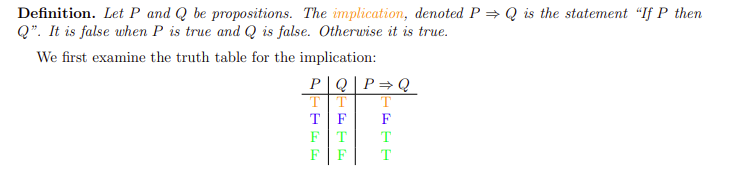 Definition. Let P and Q be propositions. The implication, denoted P ⇒ Q is the statement “If P then
Q”. It is false when P is true and Q is false. Otherwise it is true.
We first examine the truth table for the implication:
P Q P ⇒ Q
T T T
T F F
F T T
F F T